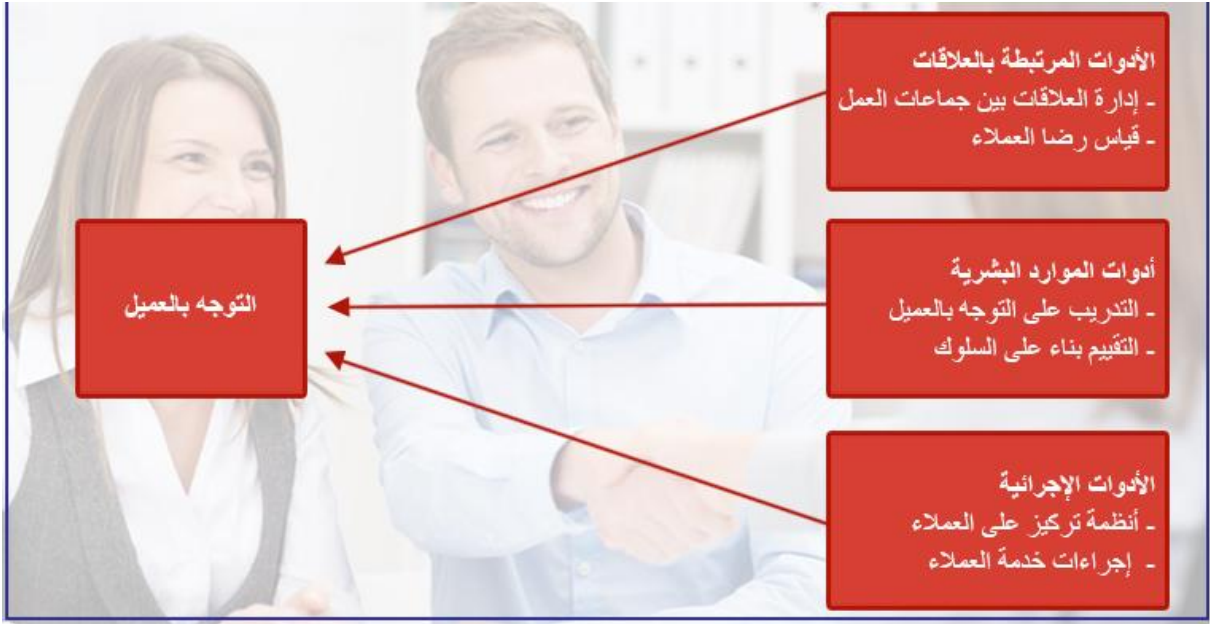 الأدوات المرتبطة بالعلاقات
- إدارة العلاقات بين جماعات العمل
- قياس رضا العملاء
أدوات الموارد البشرية
- التدريب على التوجه بالعميل
- التقييم بناء على السلوك
الأدوات الإجرائية
- أنظمة تركيز على العملاء
- إجراءات خدمة العملاء
التوجه بالعميل